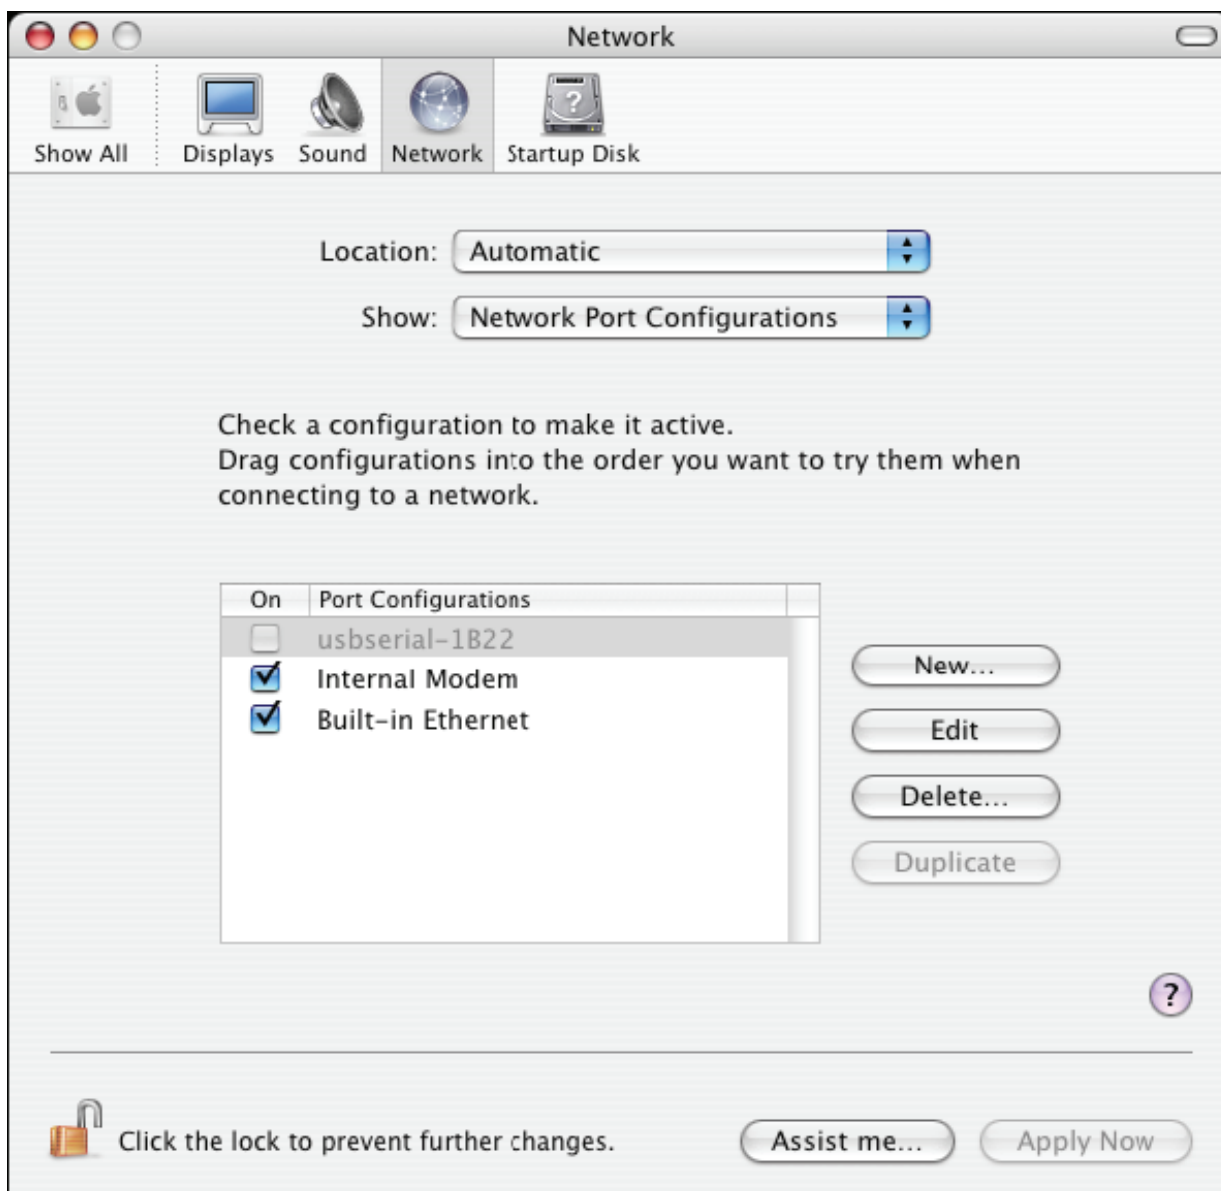 Network
Show All
Displays
Sound
Network
Startup Disk
Location: Automatic
Show: Network Port Configurations
Check a configuration to make it active.
Drag configurations into the order you want to try them when
connecting to a network.
On Port Configurations
usbserial-1B22
Internal Modem
Built-in Ethernet
New...
Edit
Delete...
Duplicate
?
Click the lock to prevent further changes.
Assist me...
Apply Now